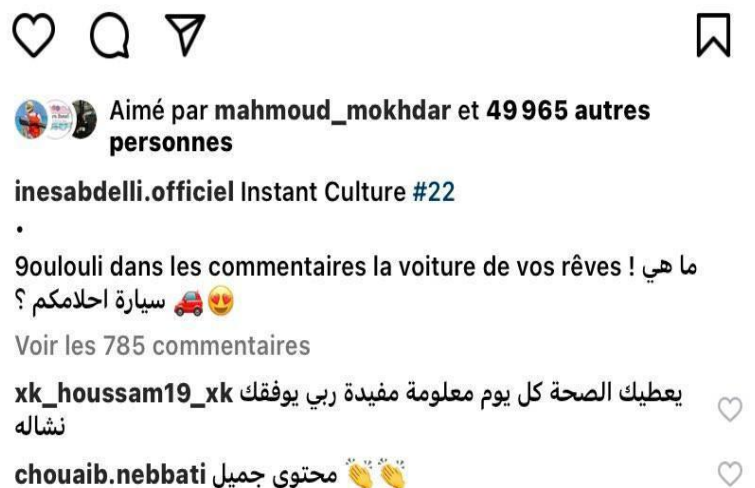 Aimé par mahmoud_mokhdar et 49 965 autres
personnes
inesabdelli.officiel Instant Culture #22
.
9oulouli dans les commentaires la voiture de vos rêves ! ما هي
سيارة احلامكم ؟ 🚗😍
Voir les 785 commentaires
xk_houssam19_xk يعطيك الصحة كل يوم معلومة مفيدة ربي يوفقك
نشاله
chouaib.nebbati محتوى جميل 👏👏